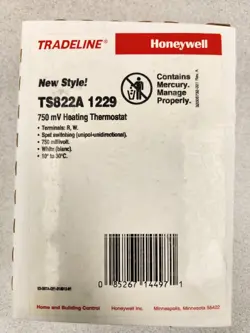 TRADELINE®
Honeywell
New Style!
TS822A 1229
750 mV Heating Thermostat
Contains
Mercury.
Manage
Properly.
• Terminals: R, W.
• Spst switching (unipol-unidirectional).
• 750 millivolt.
• White (blanc).
• 10° to 30°C.
0 85267 14497 1
Home and Building Control
Honeywell Inc.
Minneapolis, Minnesota 55422